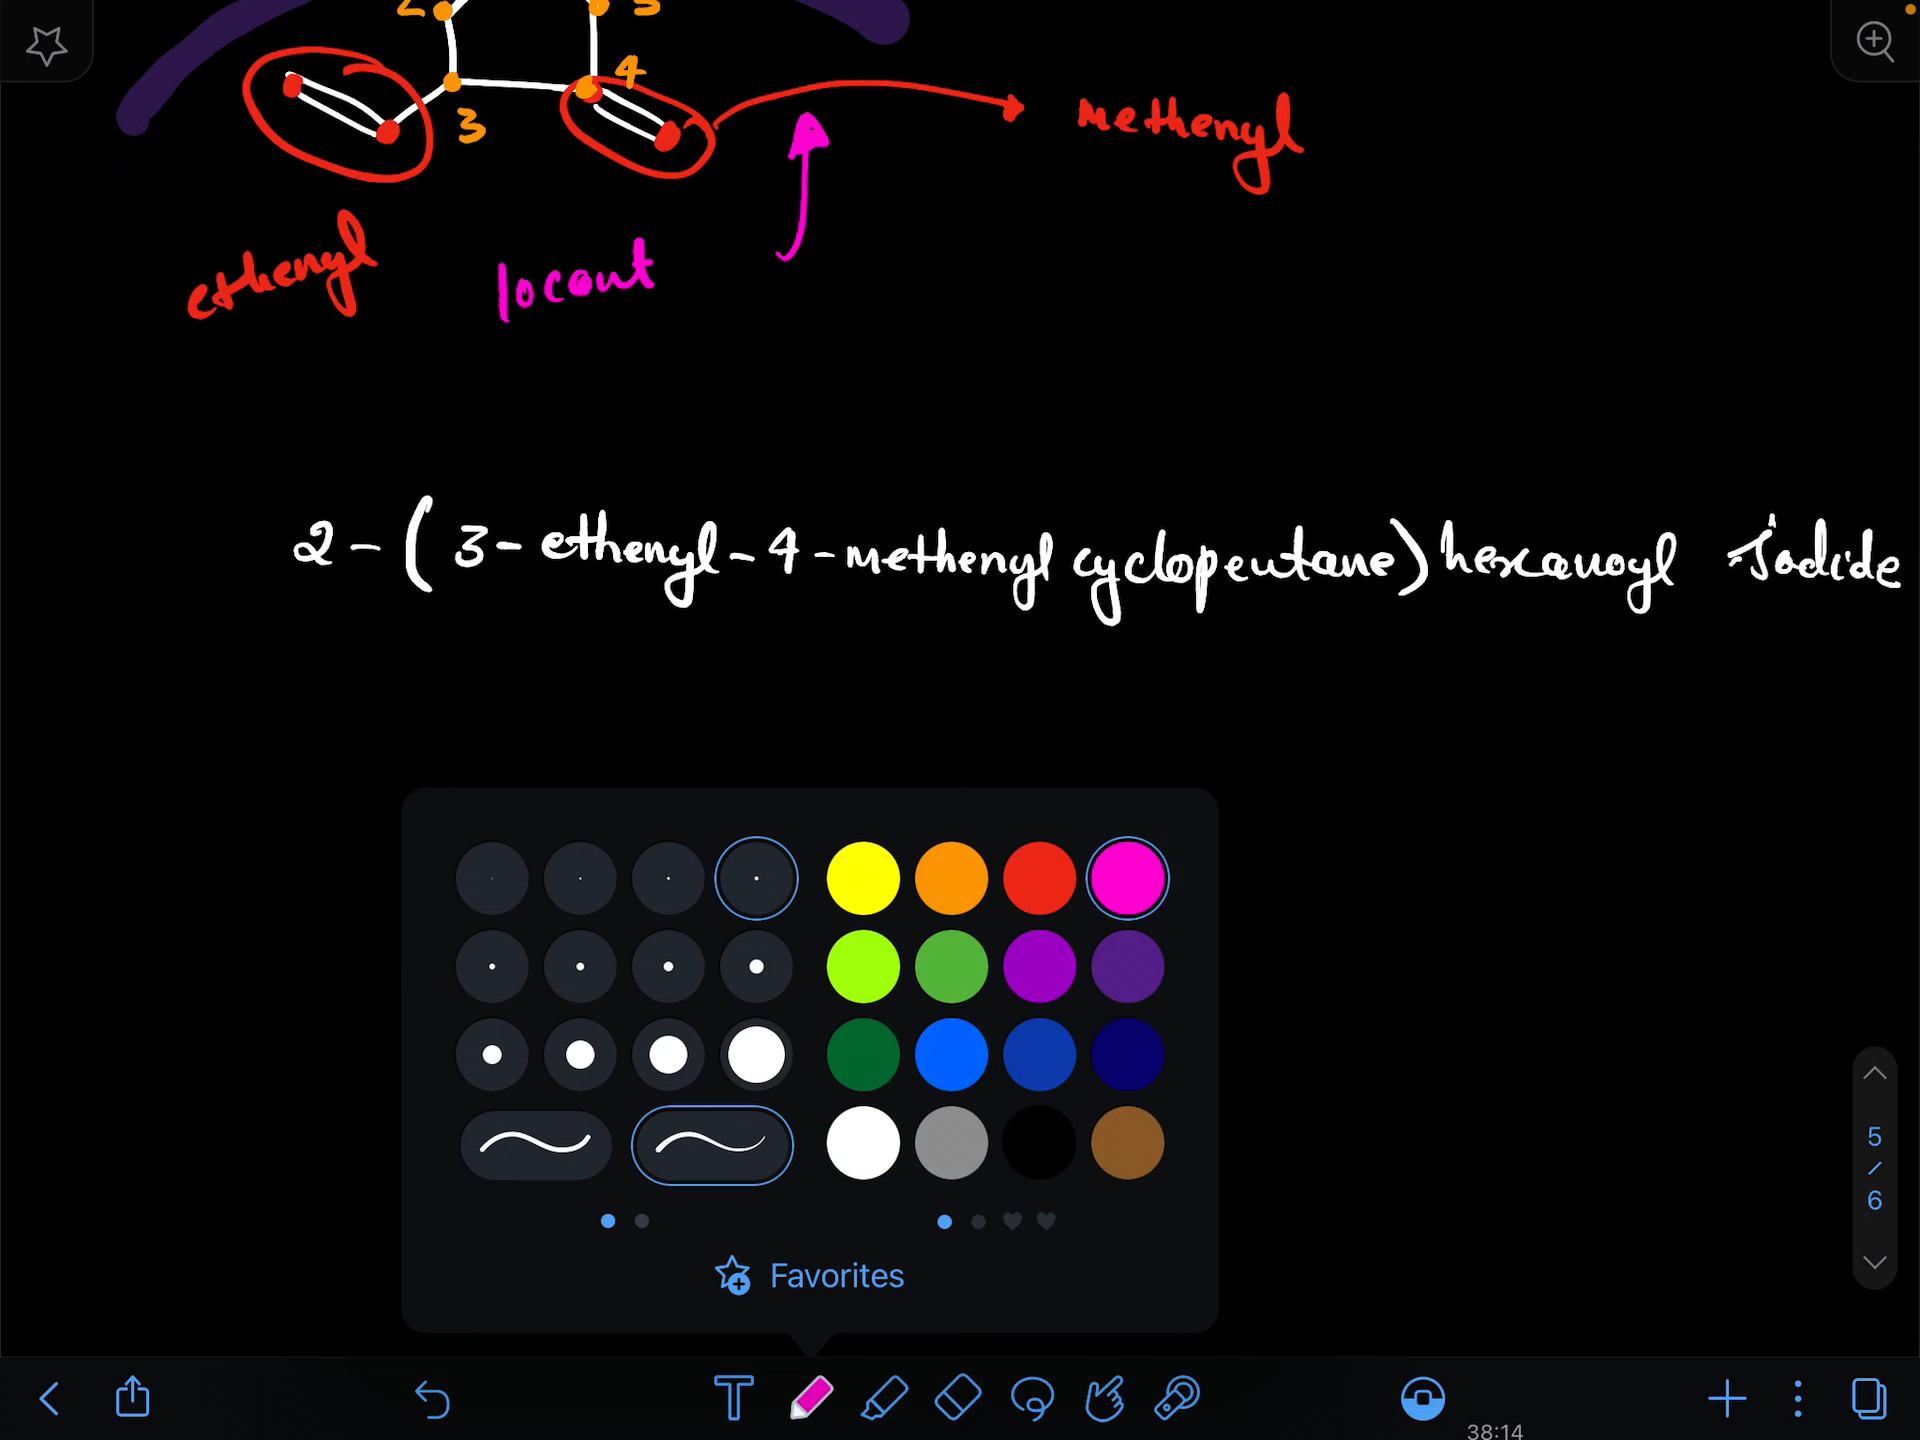 2 5
4
3
Methenyl
ethenyl
locant
2-(3-ethenyl-4-methenyl cyclopentane)hexanoyl Iodide
Favorites
5
/
6
T
38:14